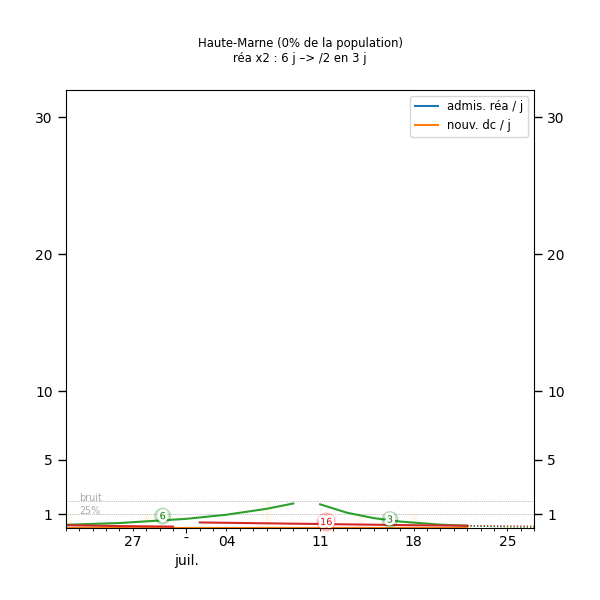 Haute-Marne (0% de la population)
réa x2 : 6 j –> /2 en 3 j
admis. réa / j
nouv. dc / j
30 30
20 20
10 10
5 5
bruit
25%
1 1
6 16 3
27 - 04 11 18 25
juil.